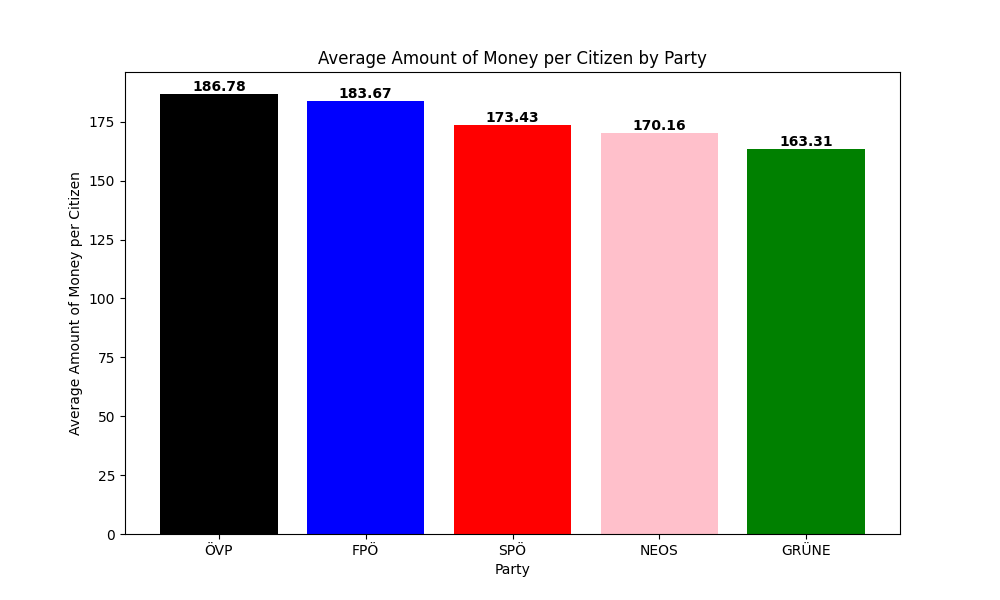 Average Amount of Money per Citizen by Party
Average Amount of Money per Citizen
175
150
125
100
75
50
25
0
186.78
183.67
173.43
170.16
163.31
ÖVP
FPÖ
SPÖ
NEOS
GRÜNE
Party